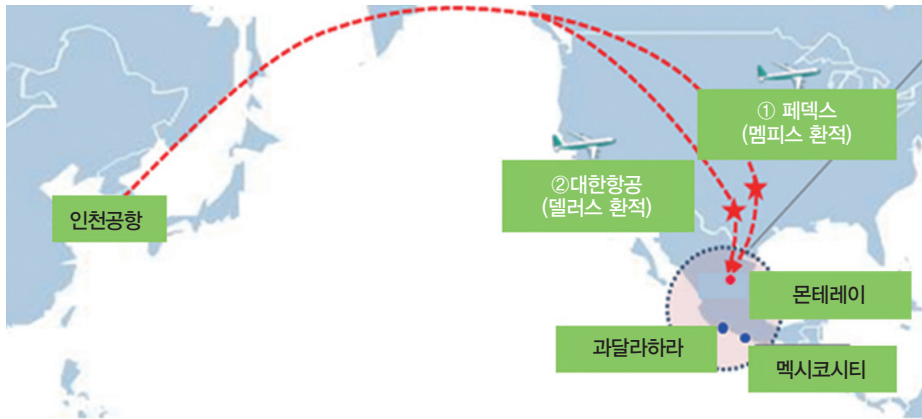 ① 페덱스
(멤피스 환적)
②대한항공
(델러스 환적)
인천공항
몬테레이
과달라하라
멕시코시티